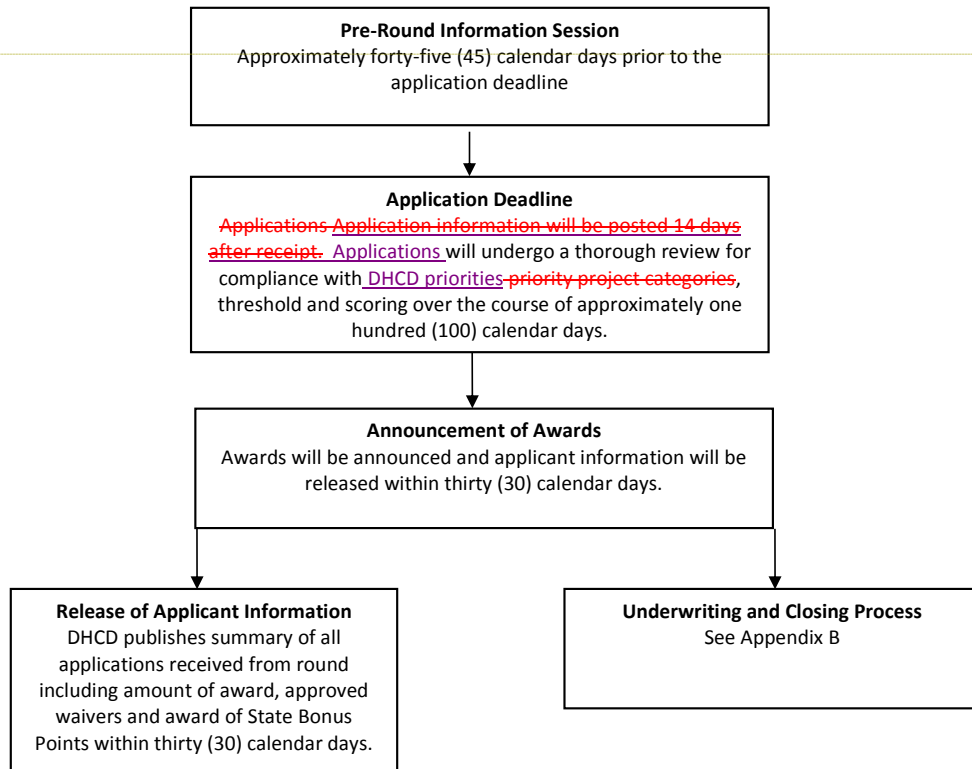 Pre-Round Information Session
Approximately forty-five (45) calendar days prior to the
application deadline
Application Deadline
Applications Application information will be posted 14 days
after receipt. Applications will undergo a thorough review for
compliance with DHCD priorities priority project categories,
threshold and scoring over the course of approximately one
hundred (100) calendar days.
Announcement of Awards
Awards will be announced and applicant information will be
released within thirty (30) calendar days.
Release of Applicant Information
DHCD publishes summary of all
applications received from round
including amount of award, approved
waivers and award of State Bonus
Points within thirty (30) calendar days.
Underwriting and Closing Process
See Appendix B